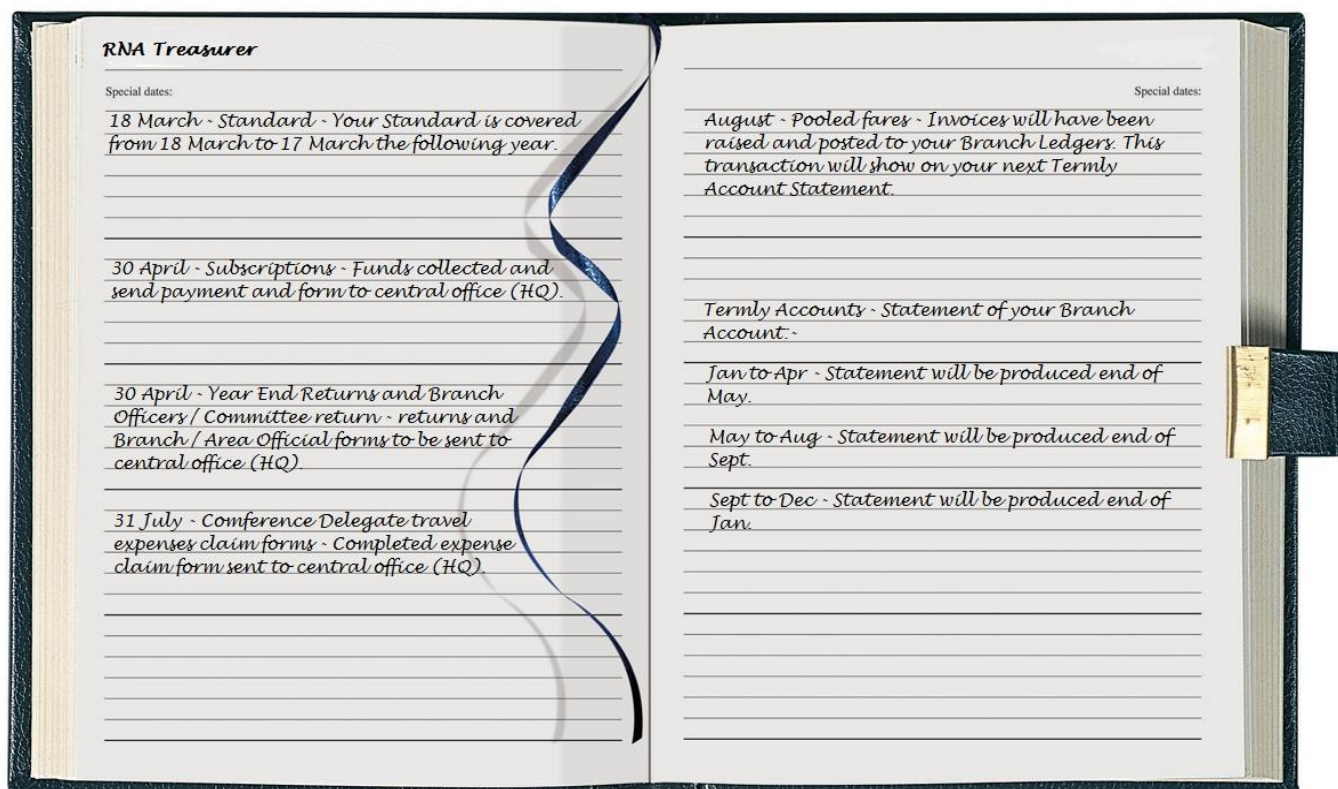 RNA Treasurer
Special dates:
18 March - Standard - Your Standard is covered
from 18 March to 17 March the following year.
30 April - Subscriptions - Funds collected and
send payment and form to central office (HQ).
30 April - Year End Returns and Branch
Officers / Committee return - returns and
Branch / Area Official forms to be sent to
central office (HQ).
31 July - Comference Delegate travel
expenses claim forms - Completed expense
claim form sent to central office (HQ).
Special dates:
August - Pooled fares - Invoices will have been
raised and posted to your Branch Ledgers. This
transaction will show on your next Termly
Account Statement.
Termly Accounts - Statement of your Branch
Account:-
Jan to Apr - Statement will be produced end of
May.
May to Aug - Statement will be produced end of
Sept.
Sept to Dec - Statement will be produced end of
Jan.